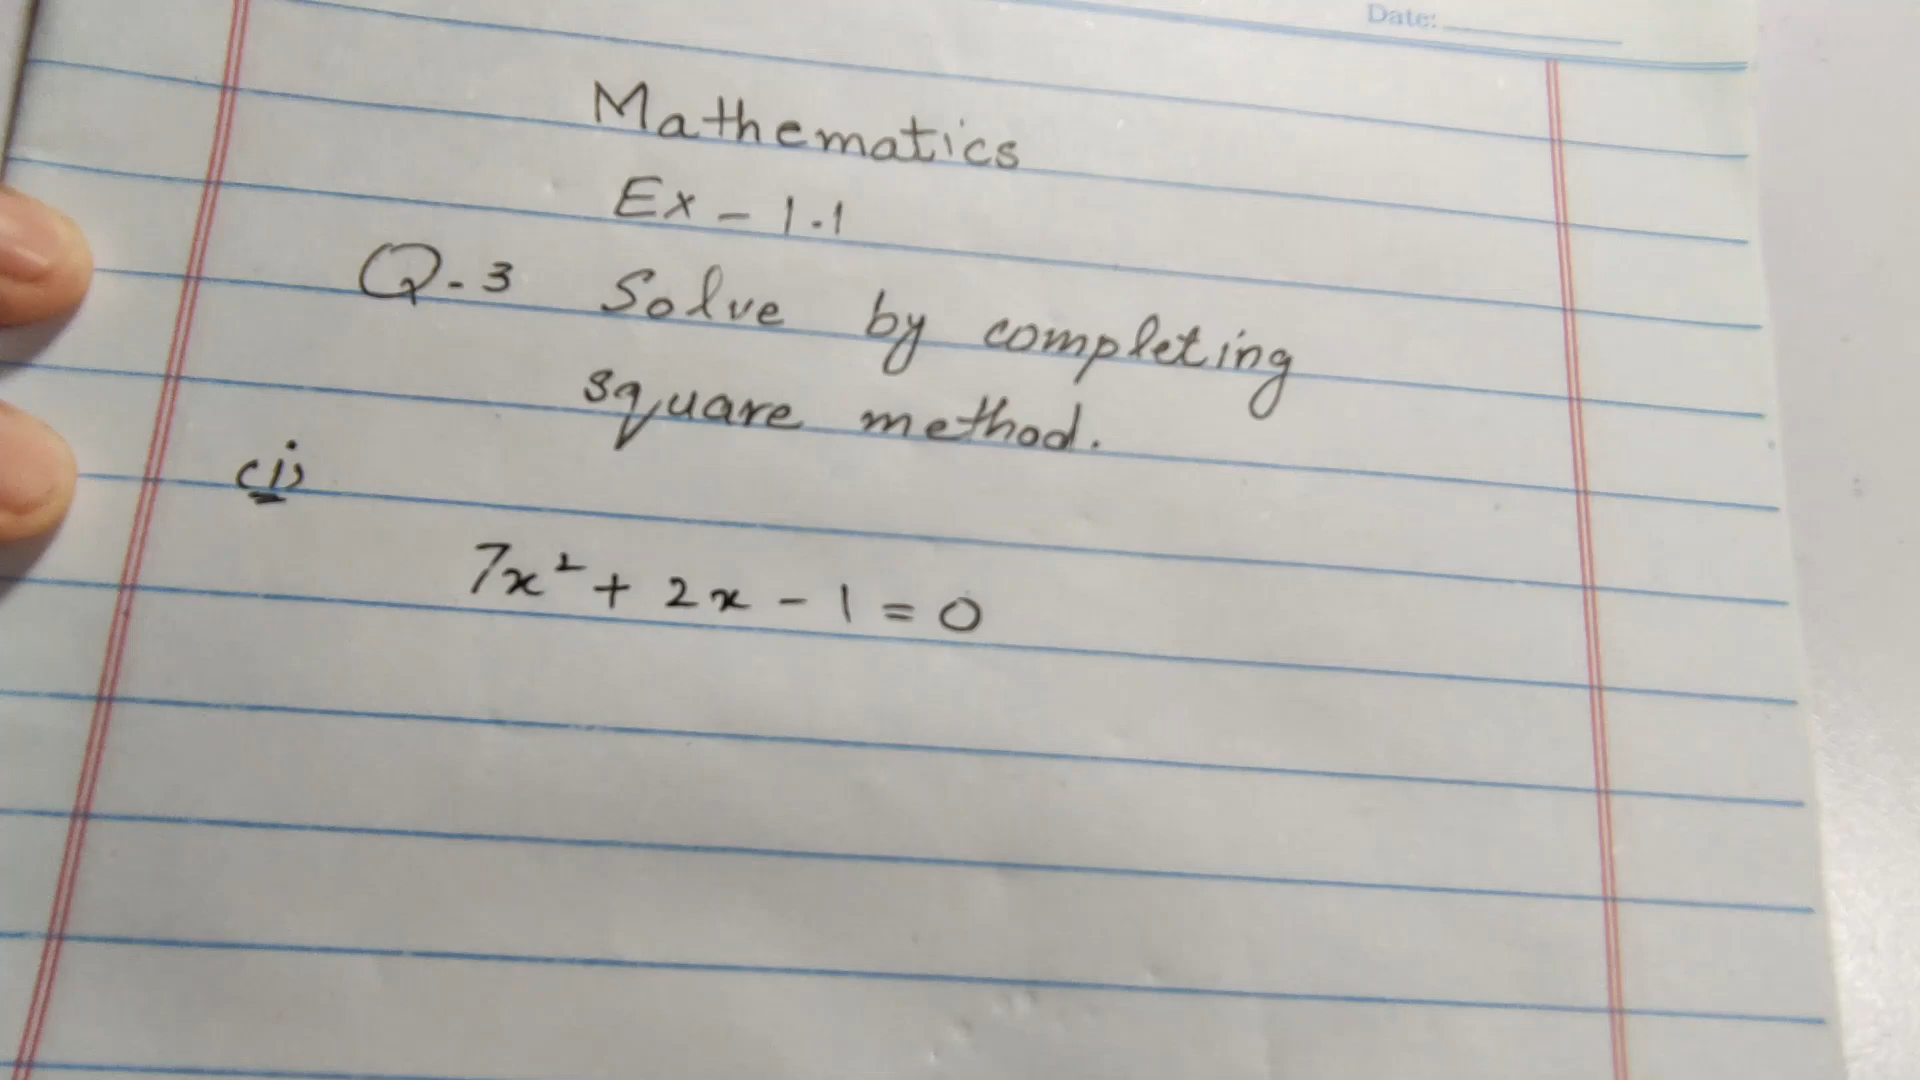 Date:
Mathematics
Ex - 1.1
Q.3 Solve by completing
square method.
(i)
7x² + 2x - 1 = 0